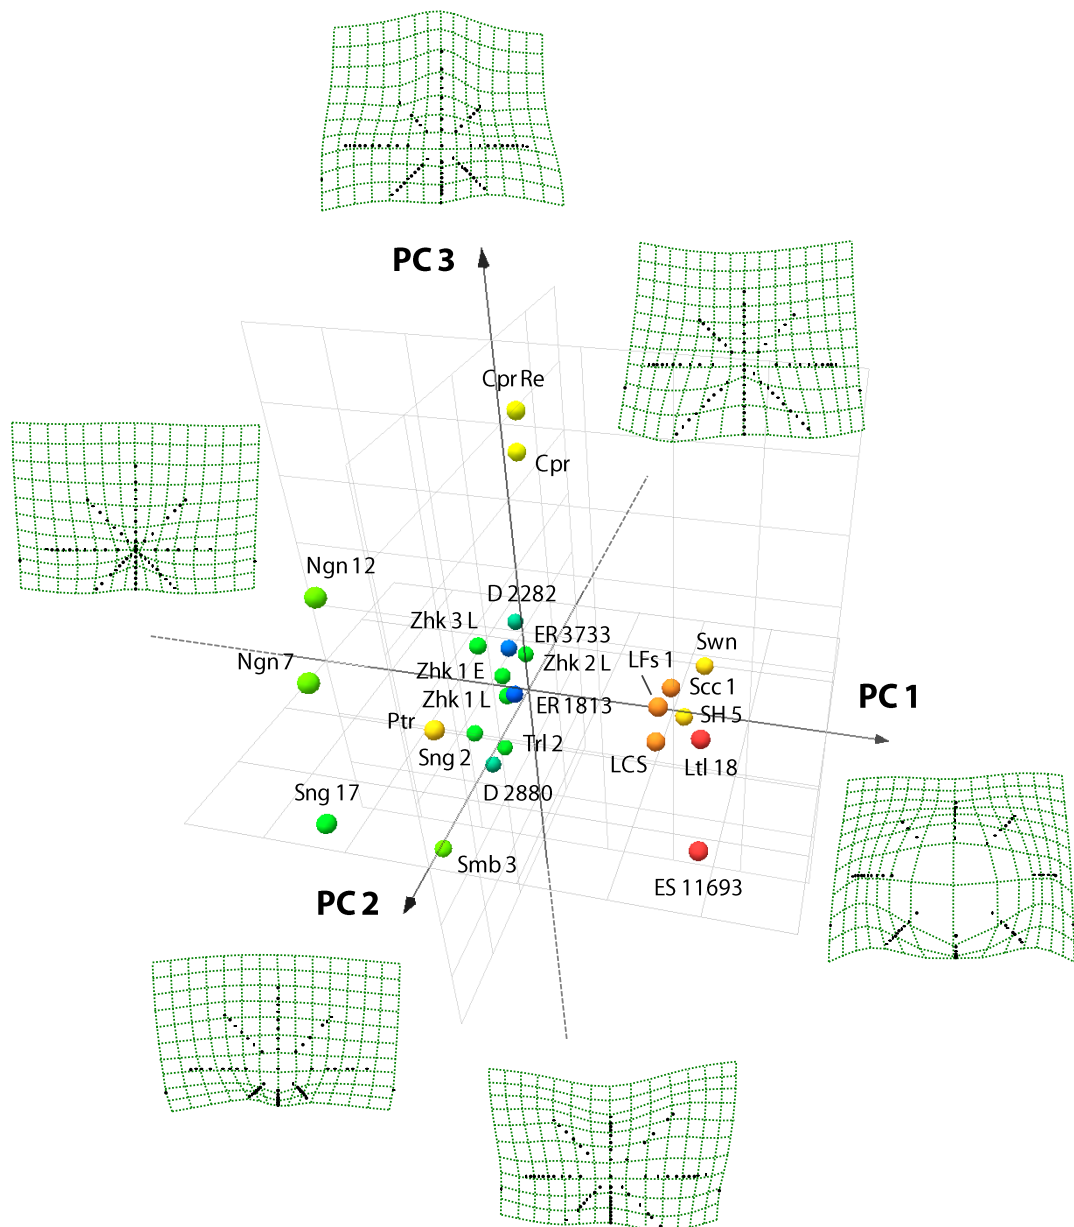 PC 3
Cpr Re
Cpr
Ngn 12
D 2282
Zhk 3 L
ER 3733
Swn
LFs 1
Ngn 7
Zhk 1 E
Zhk 2 L
Scc 1
PC 1
Zhk 1 L
ER 1813
SH 5
Ptr
Sng 2
Trl 2
LCS
Ltl 18
Sng 17
D 2880
Smb 3
ES 11693
PC 2